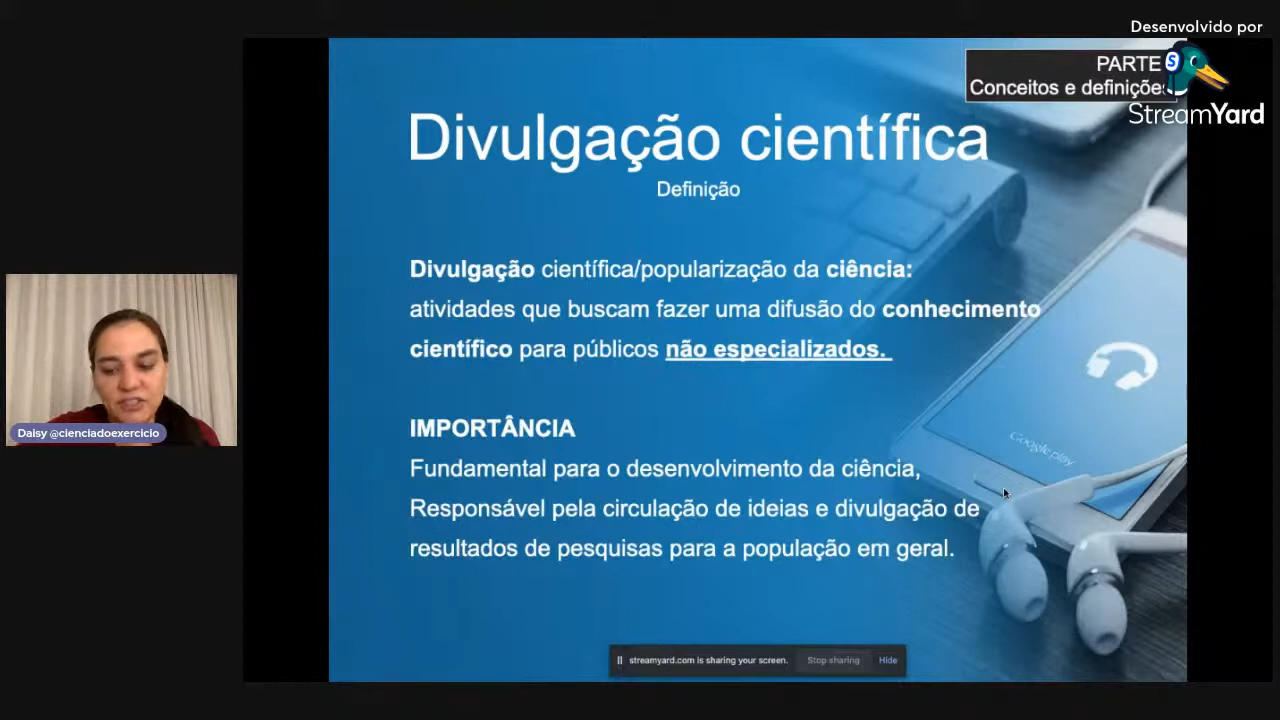 Desenvolvido por
StreamYard
PARTE
Conceitos e definições
Divulgação científica
Definição
Divulgação científica/popularização da ciência:
atividades que buscam fazer uma difusão do conhecimento
científico para públicos não especializados.
IMPORTÂNCIA
Fundamental para o desenvolvimento da ciência,
Responsável pela circulação de ideias e divulgação de
resultados de pesquisas para a população em geral.
Google play
Daisy @cienciadoexercicio
streamyard.com is sharing your screen. Stop sharing Hide